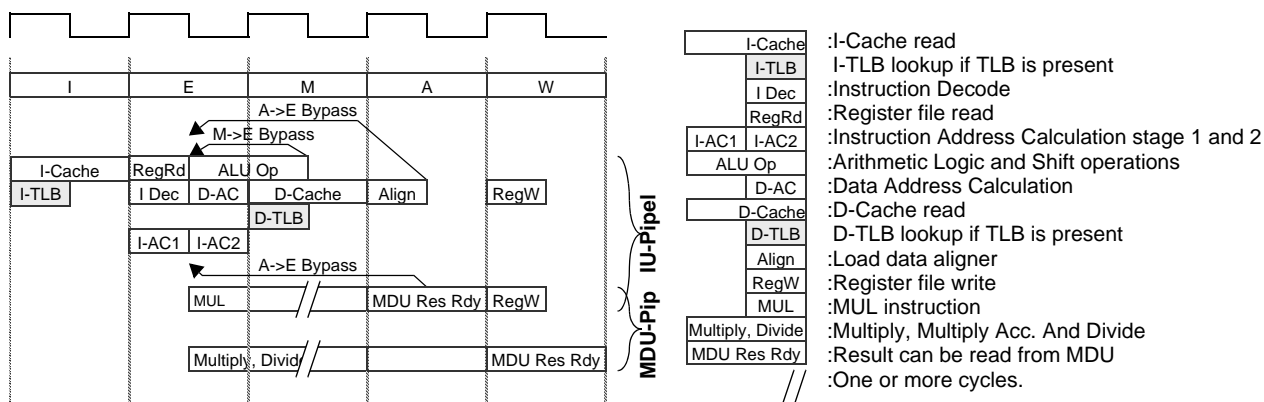 I E M A W
A->E Bypass
M->E Bypass
I-Cache RegRd ALU Op
I-TLB I Dec D-AC D-Cache Align RegW
D-TLB
I-AC1 I-AC2
A->E Bypass
MUL MDU Res Rdy RegW
Multiply, Divide MDU Res Rdy
IU-Pipel
MDU-Pip
I-Cache :I-Cache read
I-TLB I-TLB lookup if TLB is present
I Dec :Instruction Decode
RegRd :Register file read
I-AC1 I-AC2 :Instruction Address Calculation stage 1 and 2
ALU Op :Arithmetic Logic and Shift operations
D-AC :Data Address Calculation
D-Cache :D-Cache read
D-TLB D-TLB lookup if TLB is present
Align :Load data aligner
RegW :Register file write
MUL :MUL instruction
Multiply, Divide :Multiply, Multiply Acc. And Divide
MDU Res Rdy :Result can be read from MDU
:One or more cycles.